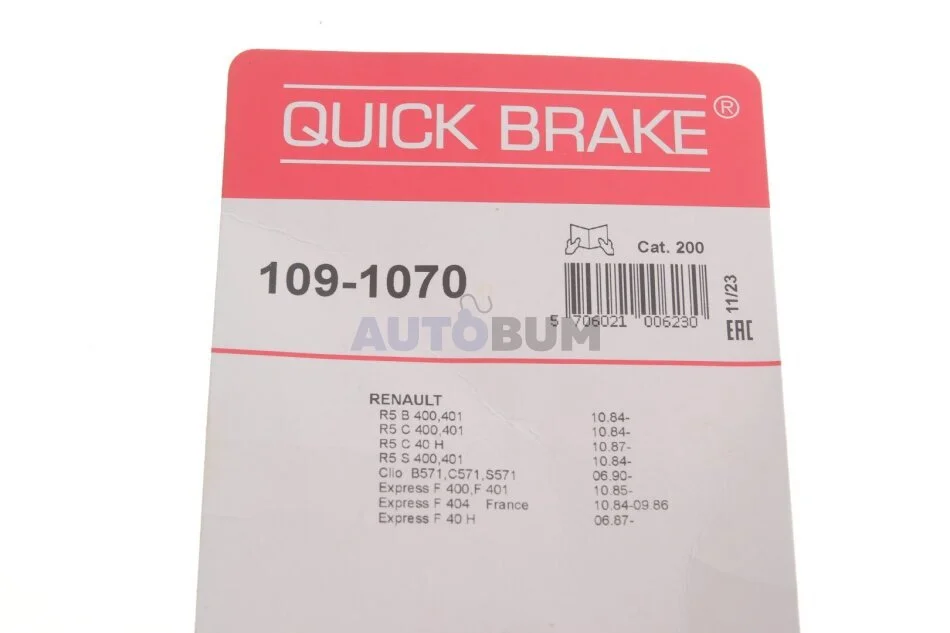 QUICK BRAKE®
Cat. 200
109-1070
11/23
5 706021 006230
EAC
AUTOBUM
RENAULT
R5 B 400,401 10.84-
R5 C 400,401 10.84-
R5 C 40 H 10.87-
R5 S 400,401 10.84-
Clio B571,C571,S571 06.90-
Express F 400,F 401 10.85-
Express F 404 France 10.84-09.86
Express F 40 H 06.87-